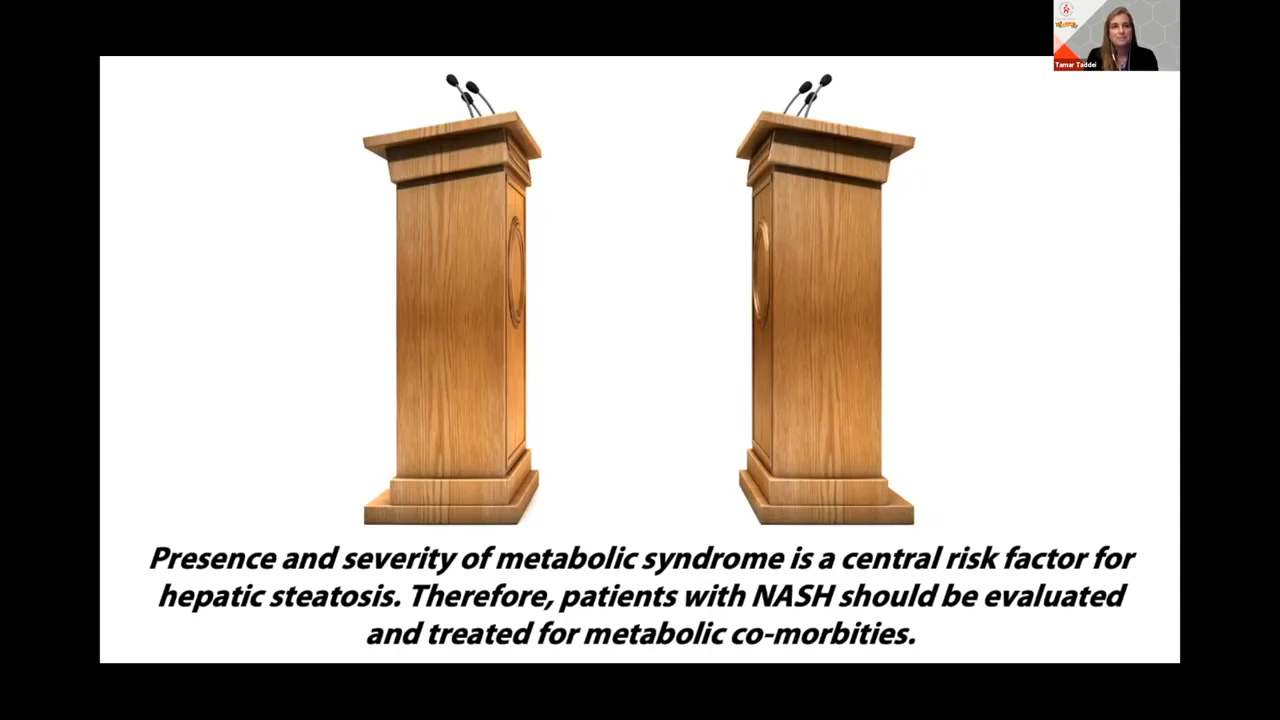 Tamar Taddei
Presence and severity of metabolic syndrome is a central risk factor for
hepatic steatosis. Therefore, patients with NASH should be evaluated
and treated for metabolic co-morbities.